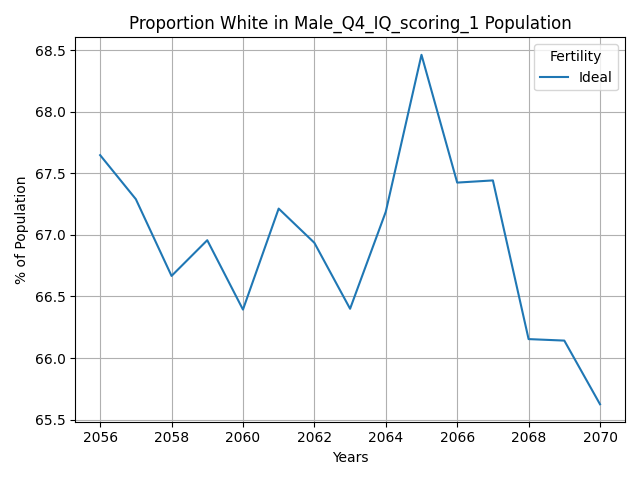 Proportion White in Male_Q4_IQ_scoring_1 Population
Fertility
Ideal
% of Population
68.5
68.0
67.5
67.0
66.5
66.0
65.5
2056 2058 2060 2062 2064 2066 2068 2070
Years